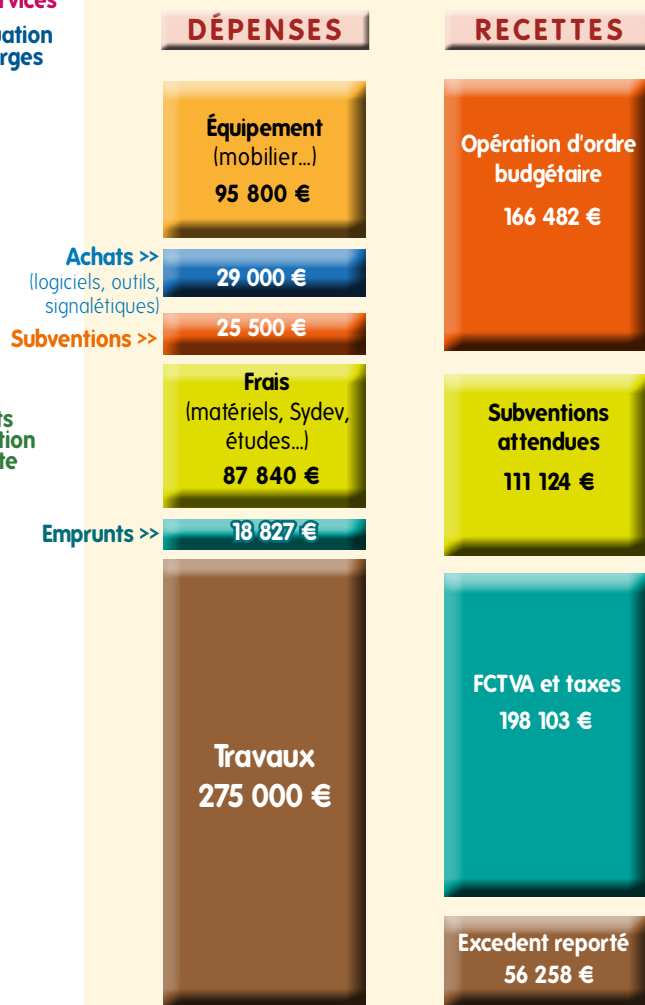 DÉPENSES
RECETTES
Équipement
(mobilier...)
95 800 €
Achats >>
(logiciels, outils,
signalétiques)
29 000 €
Subventions >>
25 500 €
Frais
(matériels, Sydev,
études...)
87 840 €
Emprunts >>
18 827 €
Travaux
275 000 €
Opération d'ordre
budgétaire
166 482 €
Subventions
attendues
111 124 €
FCTVA et taxes
198 103 €
Excedent reporté
56 258 €